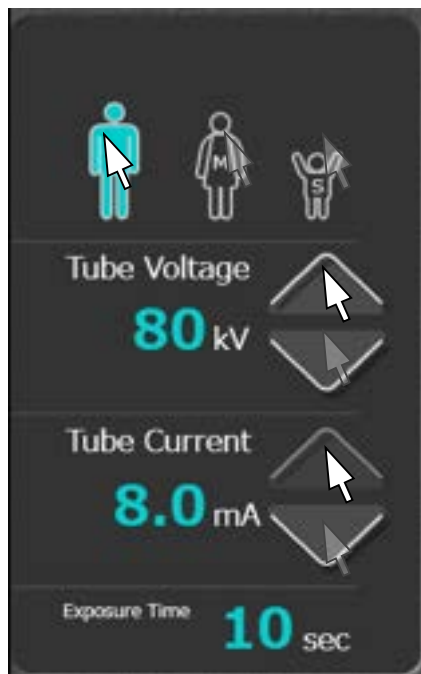 M
S
Tube Voltage
80 kV
Tube Current
8.0 mA
Exposure Time 10 sec